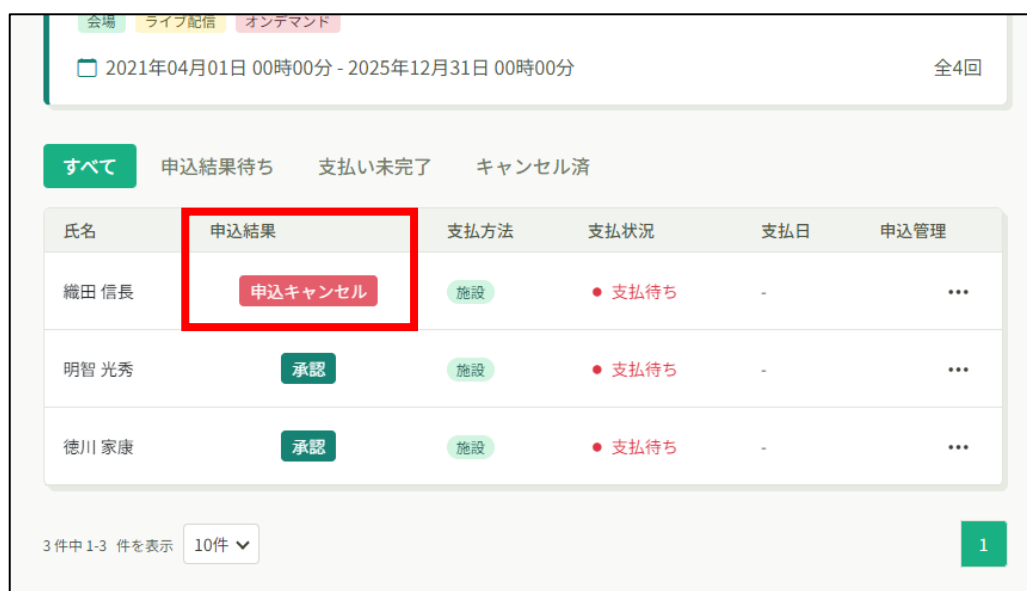 会場 ライブ配信 オンデマンド
2021年04月01日 00時00分 - 2025年12月31日 00時00分 全4回
すべて 申込結果待ち 支払い未完了 キャンセル済
氏名 申込結果 支払方法 支払状況 支払日 申込管理
織田 信長 申込キャンセル 施設 支払待ち - •••
明智 光秀 承認 施設 支払待ち - •••
徳川 家康 承認 施設 支払待ち - •••
3 件中 1-3 件を表示 10件 1